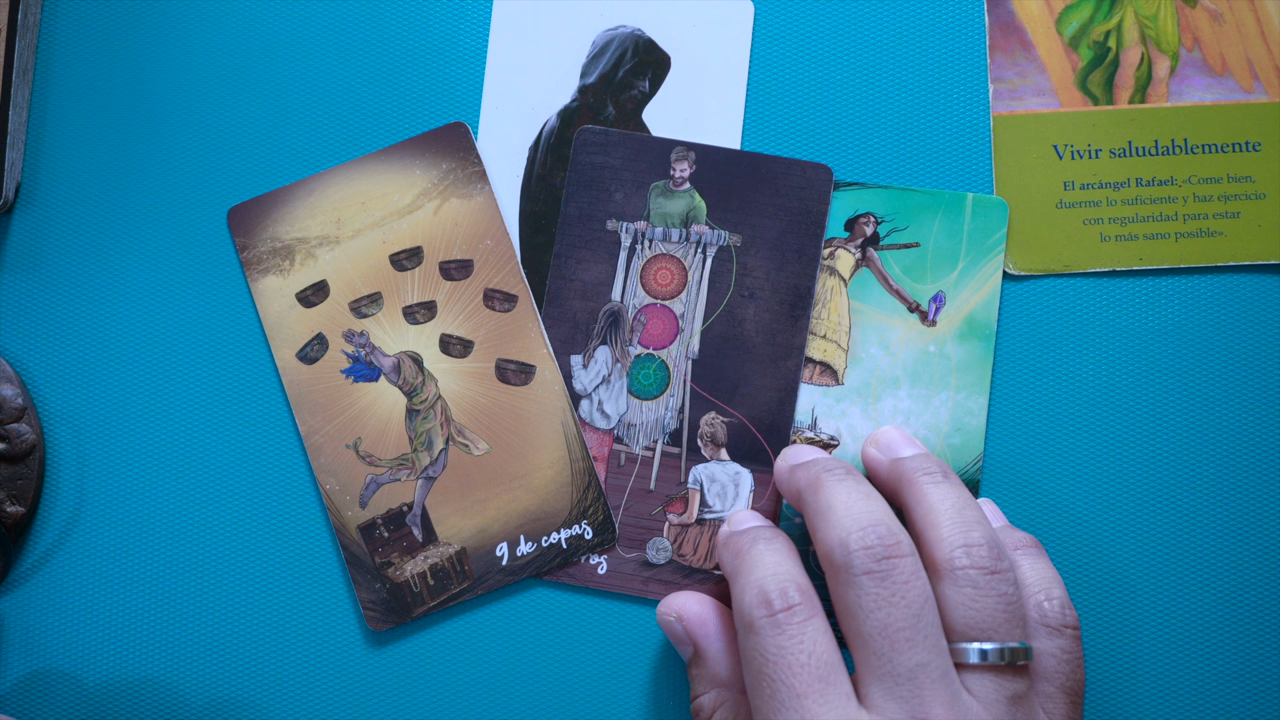 Vivir saludablemente
El arcángel Rafael: «Come bien,
duerme lo suficiente y haz ejercicio
con regularidad para estar
lo más sano posible».
9 de copas